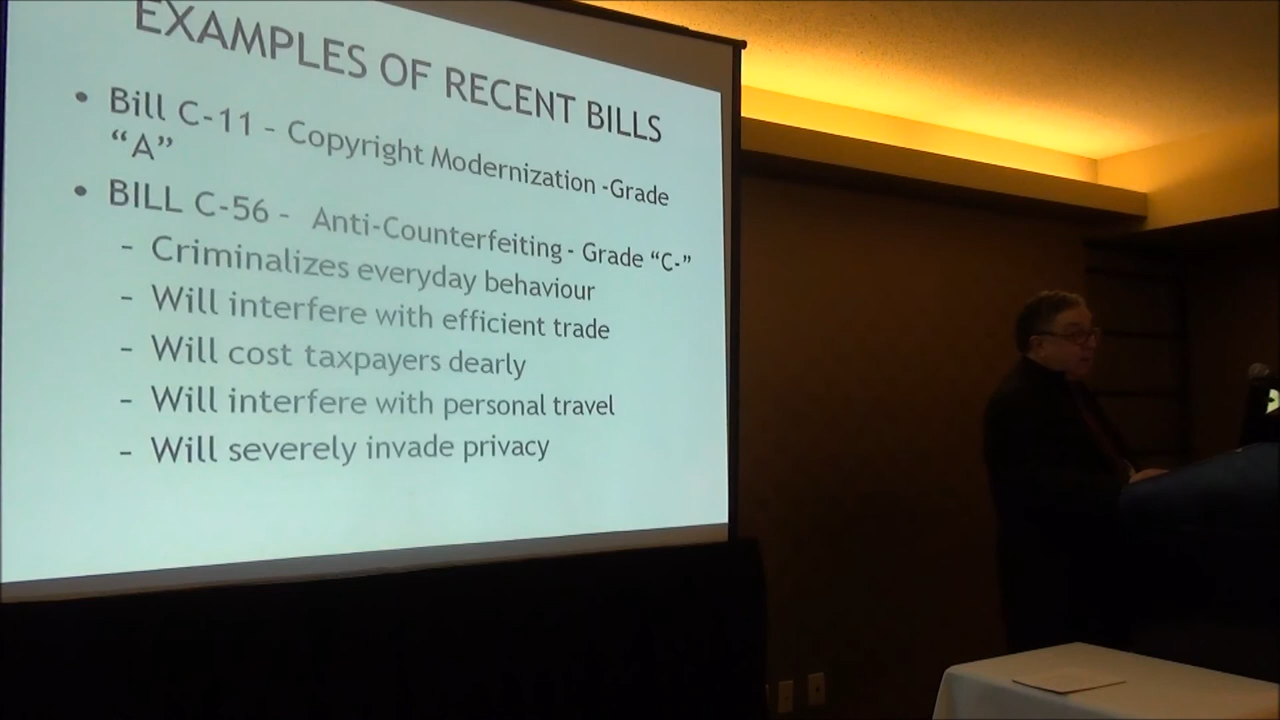 EXAMPLES OF RECENT BILLS
• Bill C-11 - Copyright Modernization -Grade
“A”
• BILL C-56 - Anti-Counterfeiting - Grade “C-”
- Criminalizes everyday behaviour
- Will interfere with efficient trade
- Will cost taxpayers dearly
- Will interfere with personal travel
- Will severely invade privacy